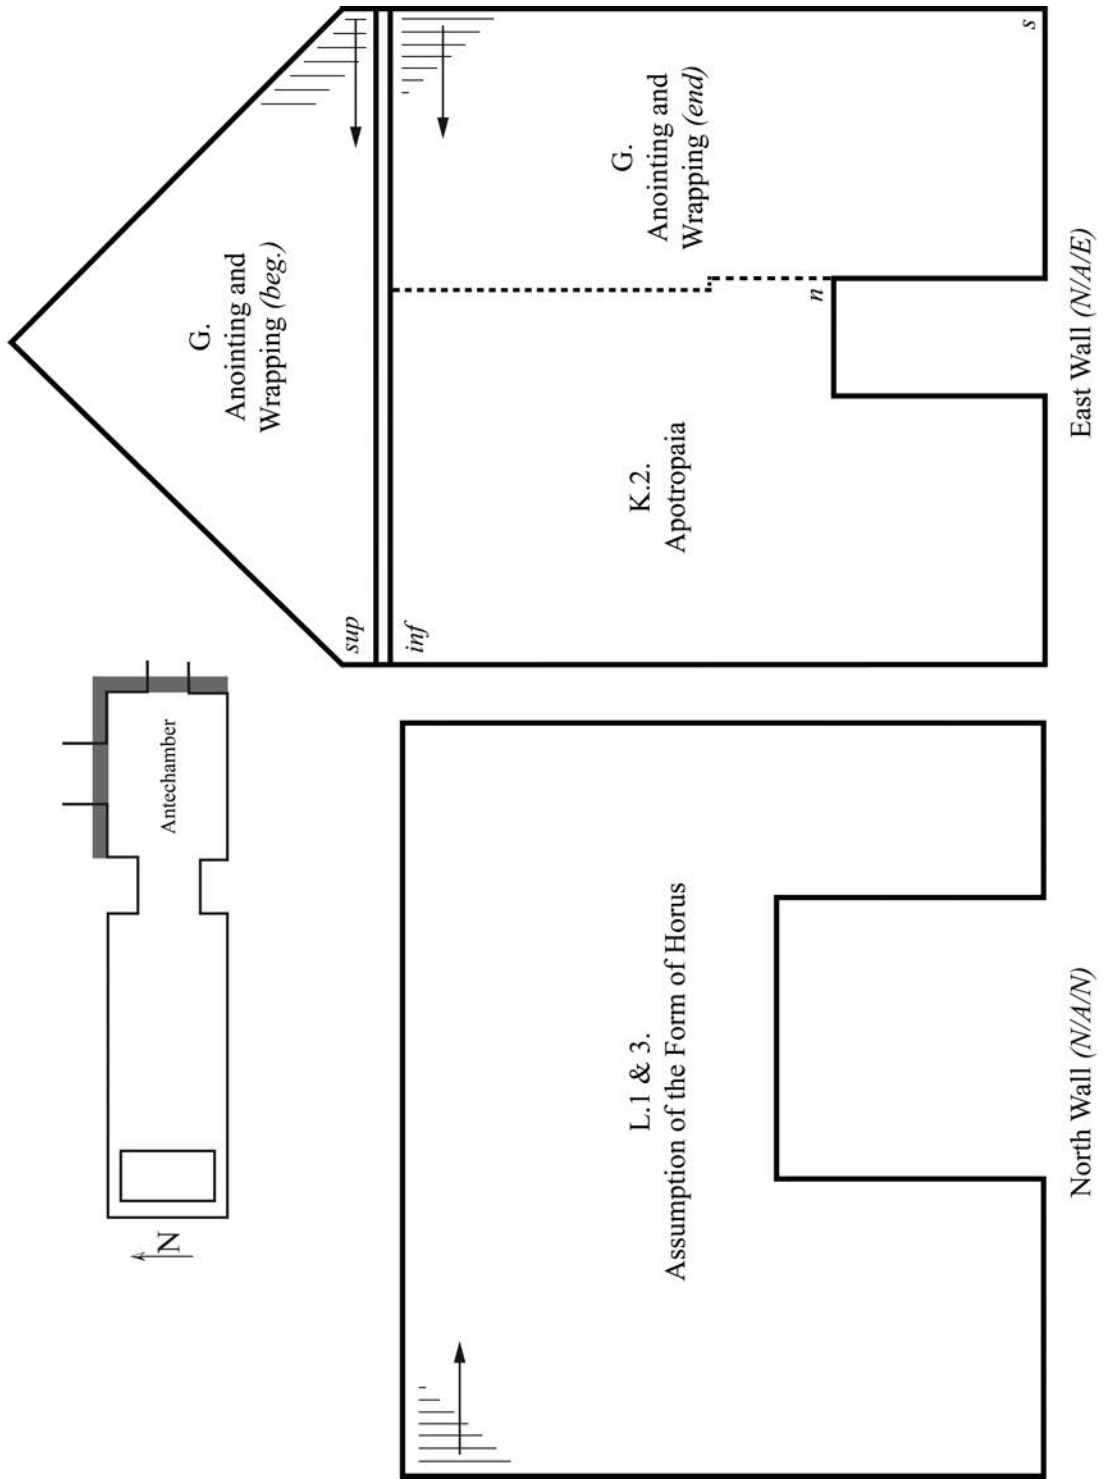 G.
Anointing and
Wrapping (beg.)
sup
inf
K.2.
Apotropaia
G.
Anointing and
Wrapping (end)
n
s
East Wall (N/A/E)
Antechamber
N
L.1 & 3.
Assumption of the Form of Horus
North Wall (N/A/N)